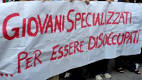 GIOVANI SPECIALIZZATI
PER ESSERE DISOCCUPATI